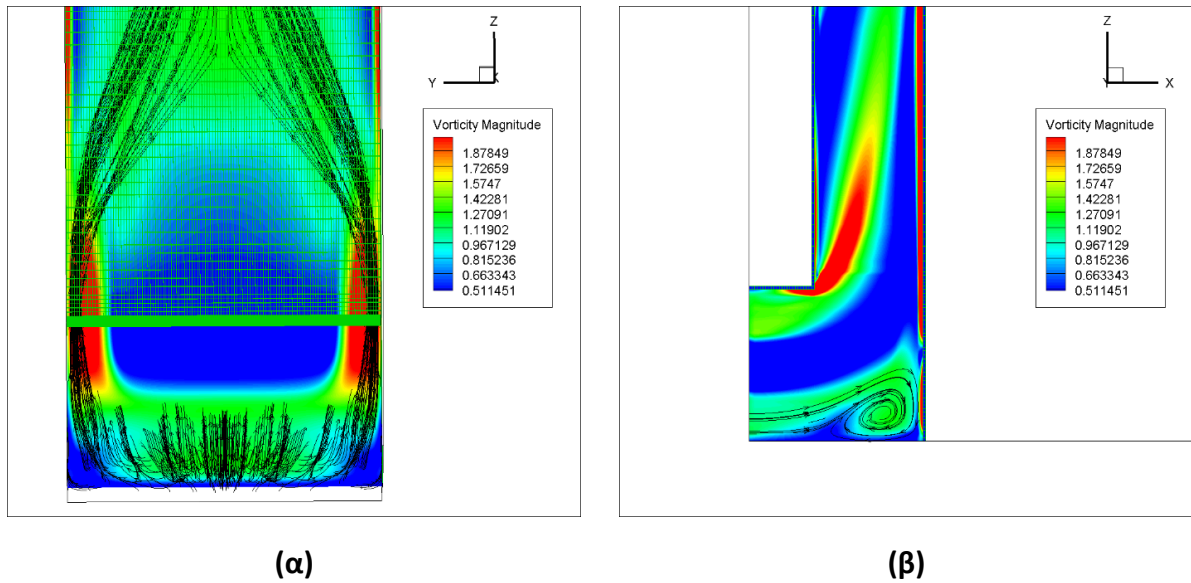 Z
Y
X
Vorticity Magnitude
1.87849
1.72659
1.5747
1.42281
1.27091
1.11902
0.967129
0.815236
0.663343
0.511451
(α)
Z
Y
X
Vorticity Magnitude
1.87849
1.72659
1.5747
1.42281
1.27091
1.11902
0.967129
0.815236
0.663343
0.511451
(β)